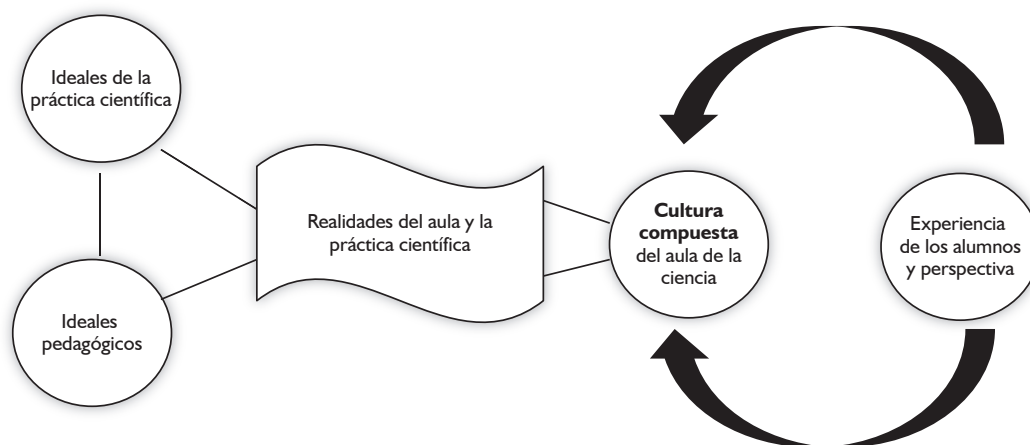 Ideales de la
práctica científica
Ideales
pedagógicos
Realidades del aula y la
práctica científica
Cultura
compuesta
del aula de la
ciencia
Experiencia
de los alumnos
y perspectiva